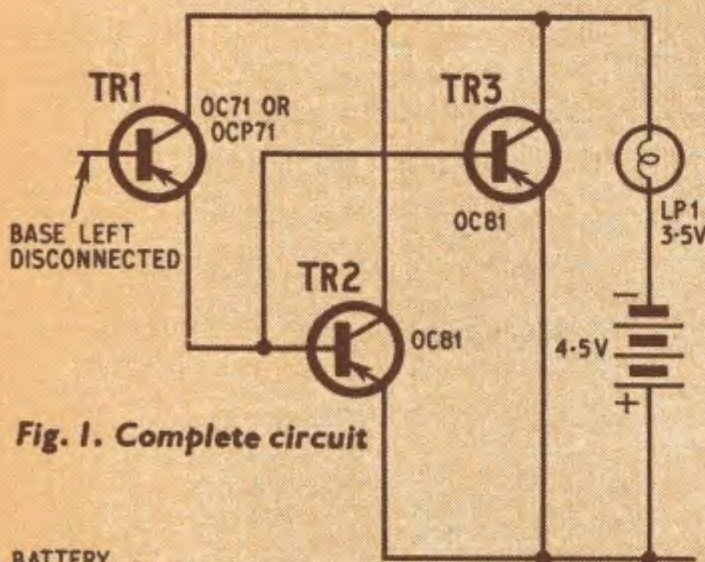 TR1
OC71 OR
OCP71
TR3
BASE LEFT
DISCONNECTED
OC81
LP1
3·5V
TR2
OC81
4·5V
−
+
Fig. 1. Complete circuit
BATTERY